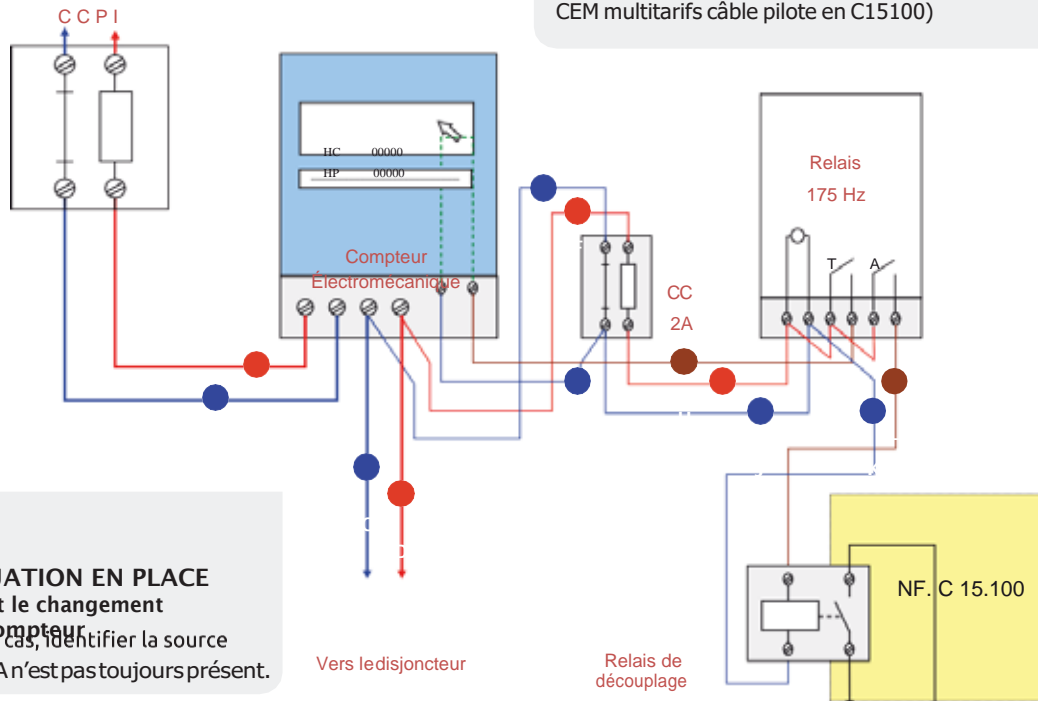 CEM multitarifs câble pilote en C15100)
C C P I
HC 00000
HP 00000
Compteur
Électromecanique
CC
2A
Relais
175 Hz
T A
UATION EN PLACE
t le changement
ompteur
cas, identifier la source
A n'est pas toujours présent.
Vers le disjoncteur
Relais de
découplage
NF. C 15.100